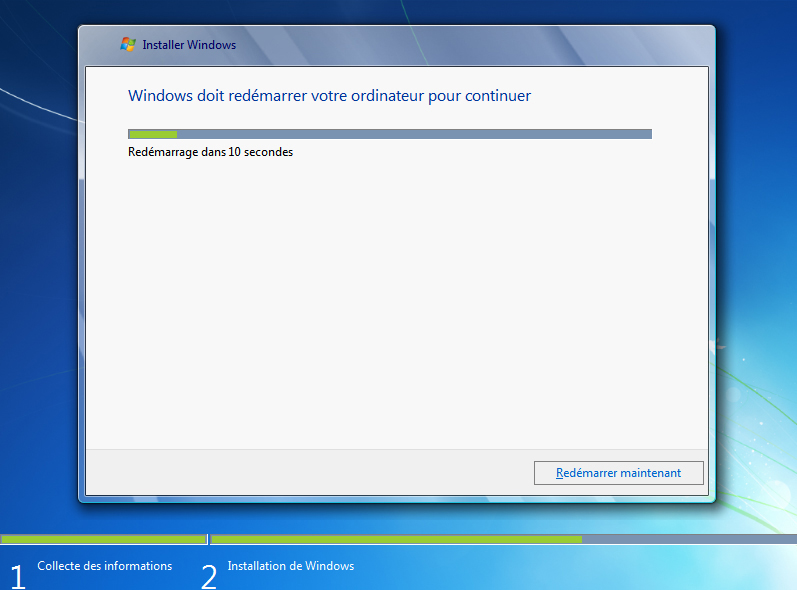 Installer Windows
Windows doit redémarrer votre ordinateur pour continuer
Redémarrage dans 10 secondes
Redémarrer maintenant
1 Collecte des informations
2 Installation de Windows